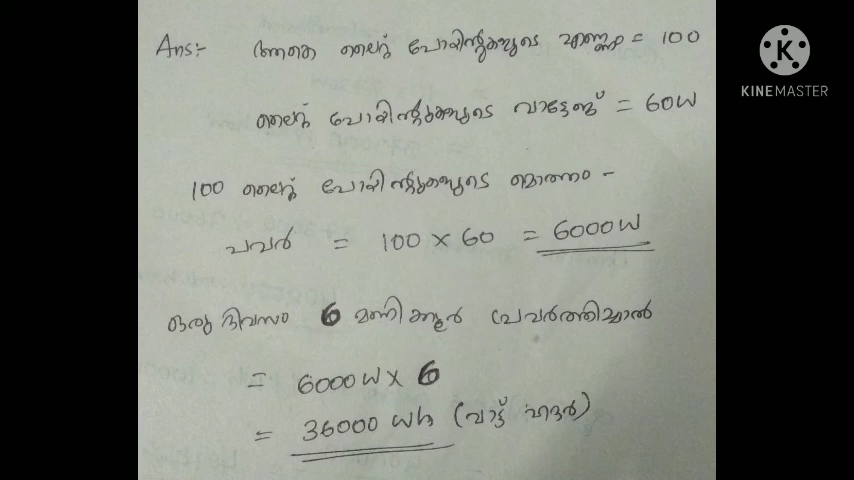 Ans:- ആകെ ലൈറ്റ് പോയിന്റുകളുടെ എണ്ണം = 100
ലൈറ്റ് പോയിന്റുകളുടെ വാട്ടേജ് = 60W
100 ലൈറ്റ് പോയിന്റുകളുടെ മൊത്തം -
പവർ = 100 × 60 = 6000W
ഒരു ദിവസം 6 മണിക്കൂർ പ്രവർത്തിച്ചാൽ
= 6000W × 6
= 36000 Wh (വാട്ട് ഹവർ)
K
KINEMASTER